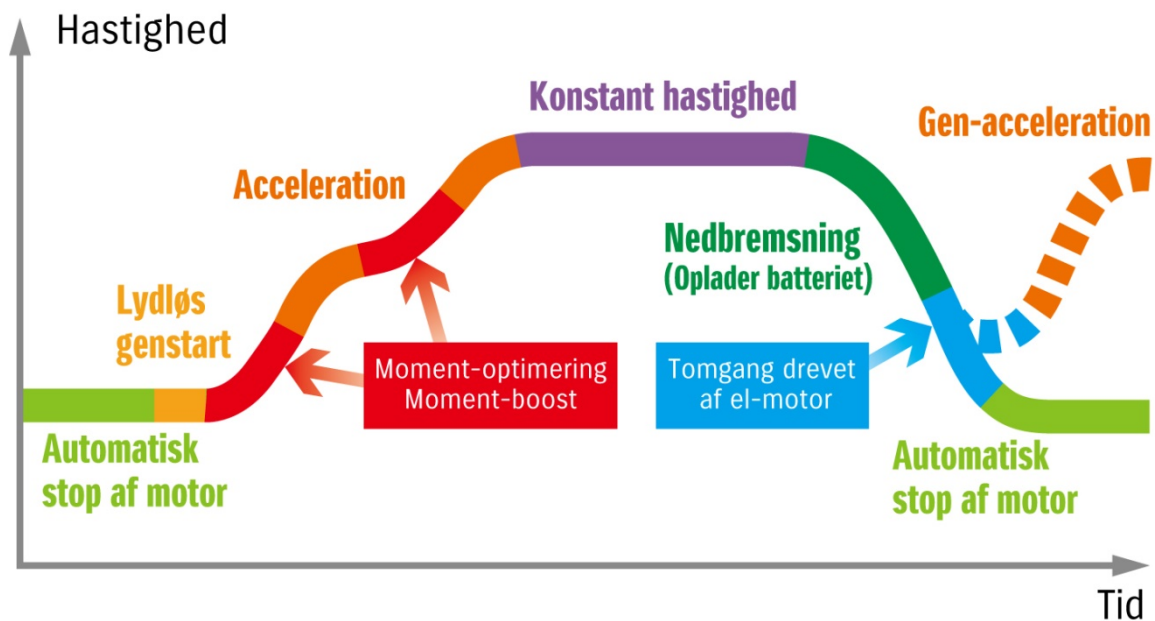 Hastighed
Konstant hastighed
Gen-acceleration
Acceleration
Nedbremsning
(Oplader batteriet)
Lydløs
genstart
Moment-optimering
Moment-boost
Tomgang drevet
af el-motor
Automatisk
stop af motor
Automatisk
stop af motor
Tid